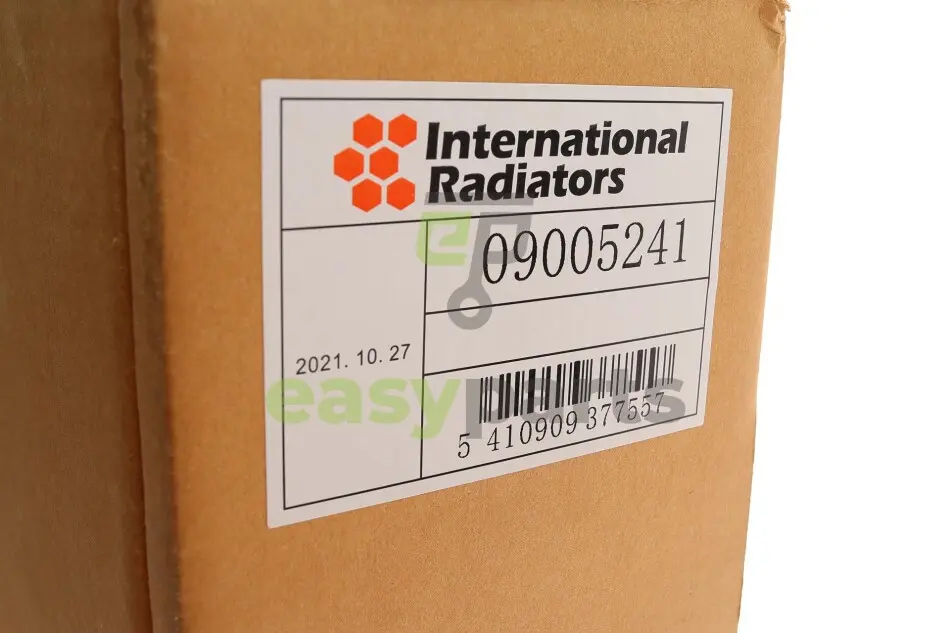 International
Radiators
09005241
2021. 10. 27
easyparts
5 410909 377557